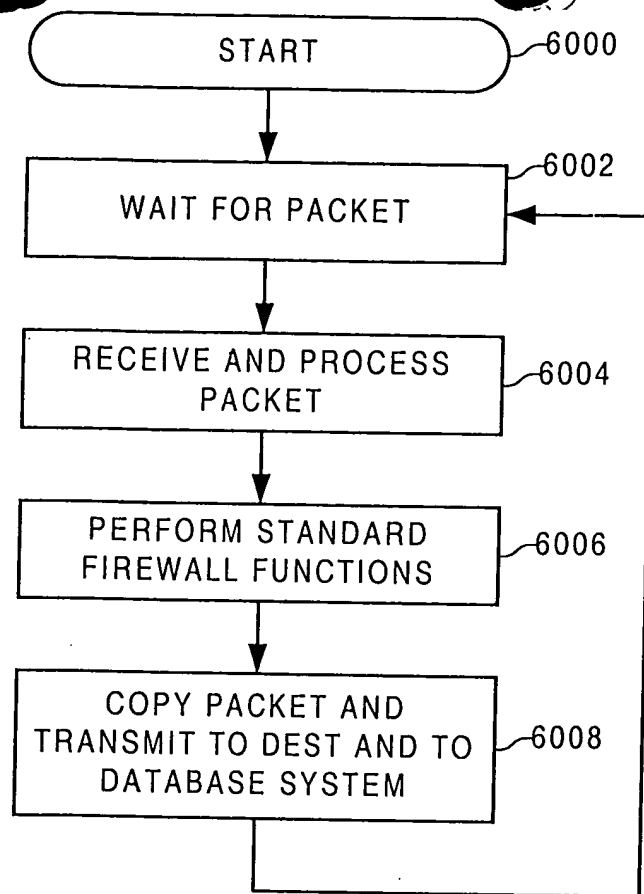 START
6000
WAIT FOR PACKET
6002
RECEIVE AND PROCESS
PACKET
6004
PERFORM STANDARD
FIREWALL FUNCTIONS
6006
COPY PACKET AND
TRANSMIT TO DEST AND TO
DATABASE SYSTEM
6008